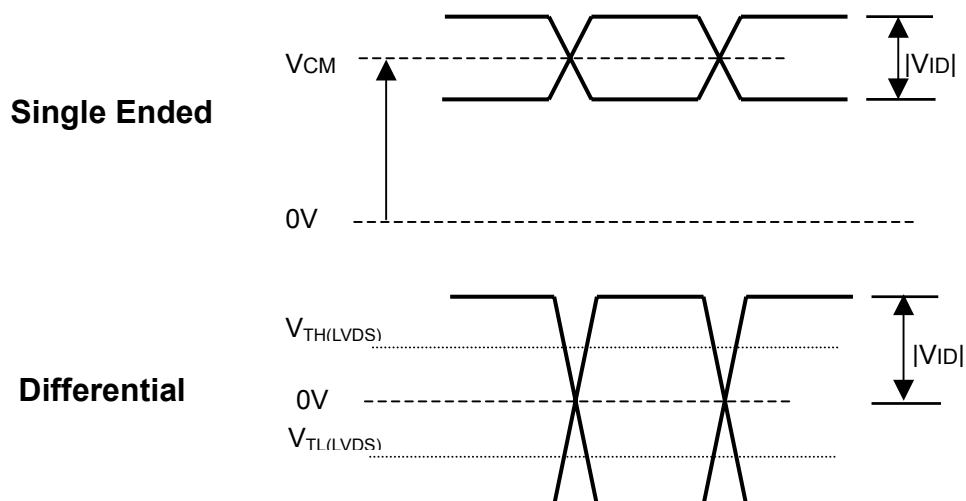 VCM
|VID|
Single Ended
0V
VTH(LVDS)
|VID|
Differential
0V
VTL(LVDS)